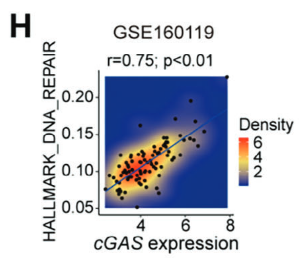 H
GSE160119
r=0.75; p<0.01
HALLMARK_DNA_REPAIR
0.20
0.15
0.10
0.05
4 6 8
cGAS expression
Density
6
4
2